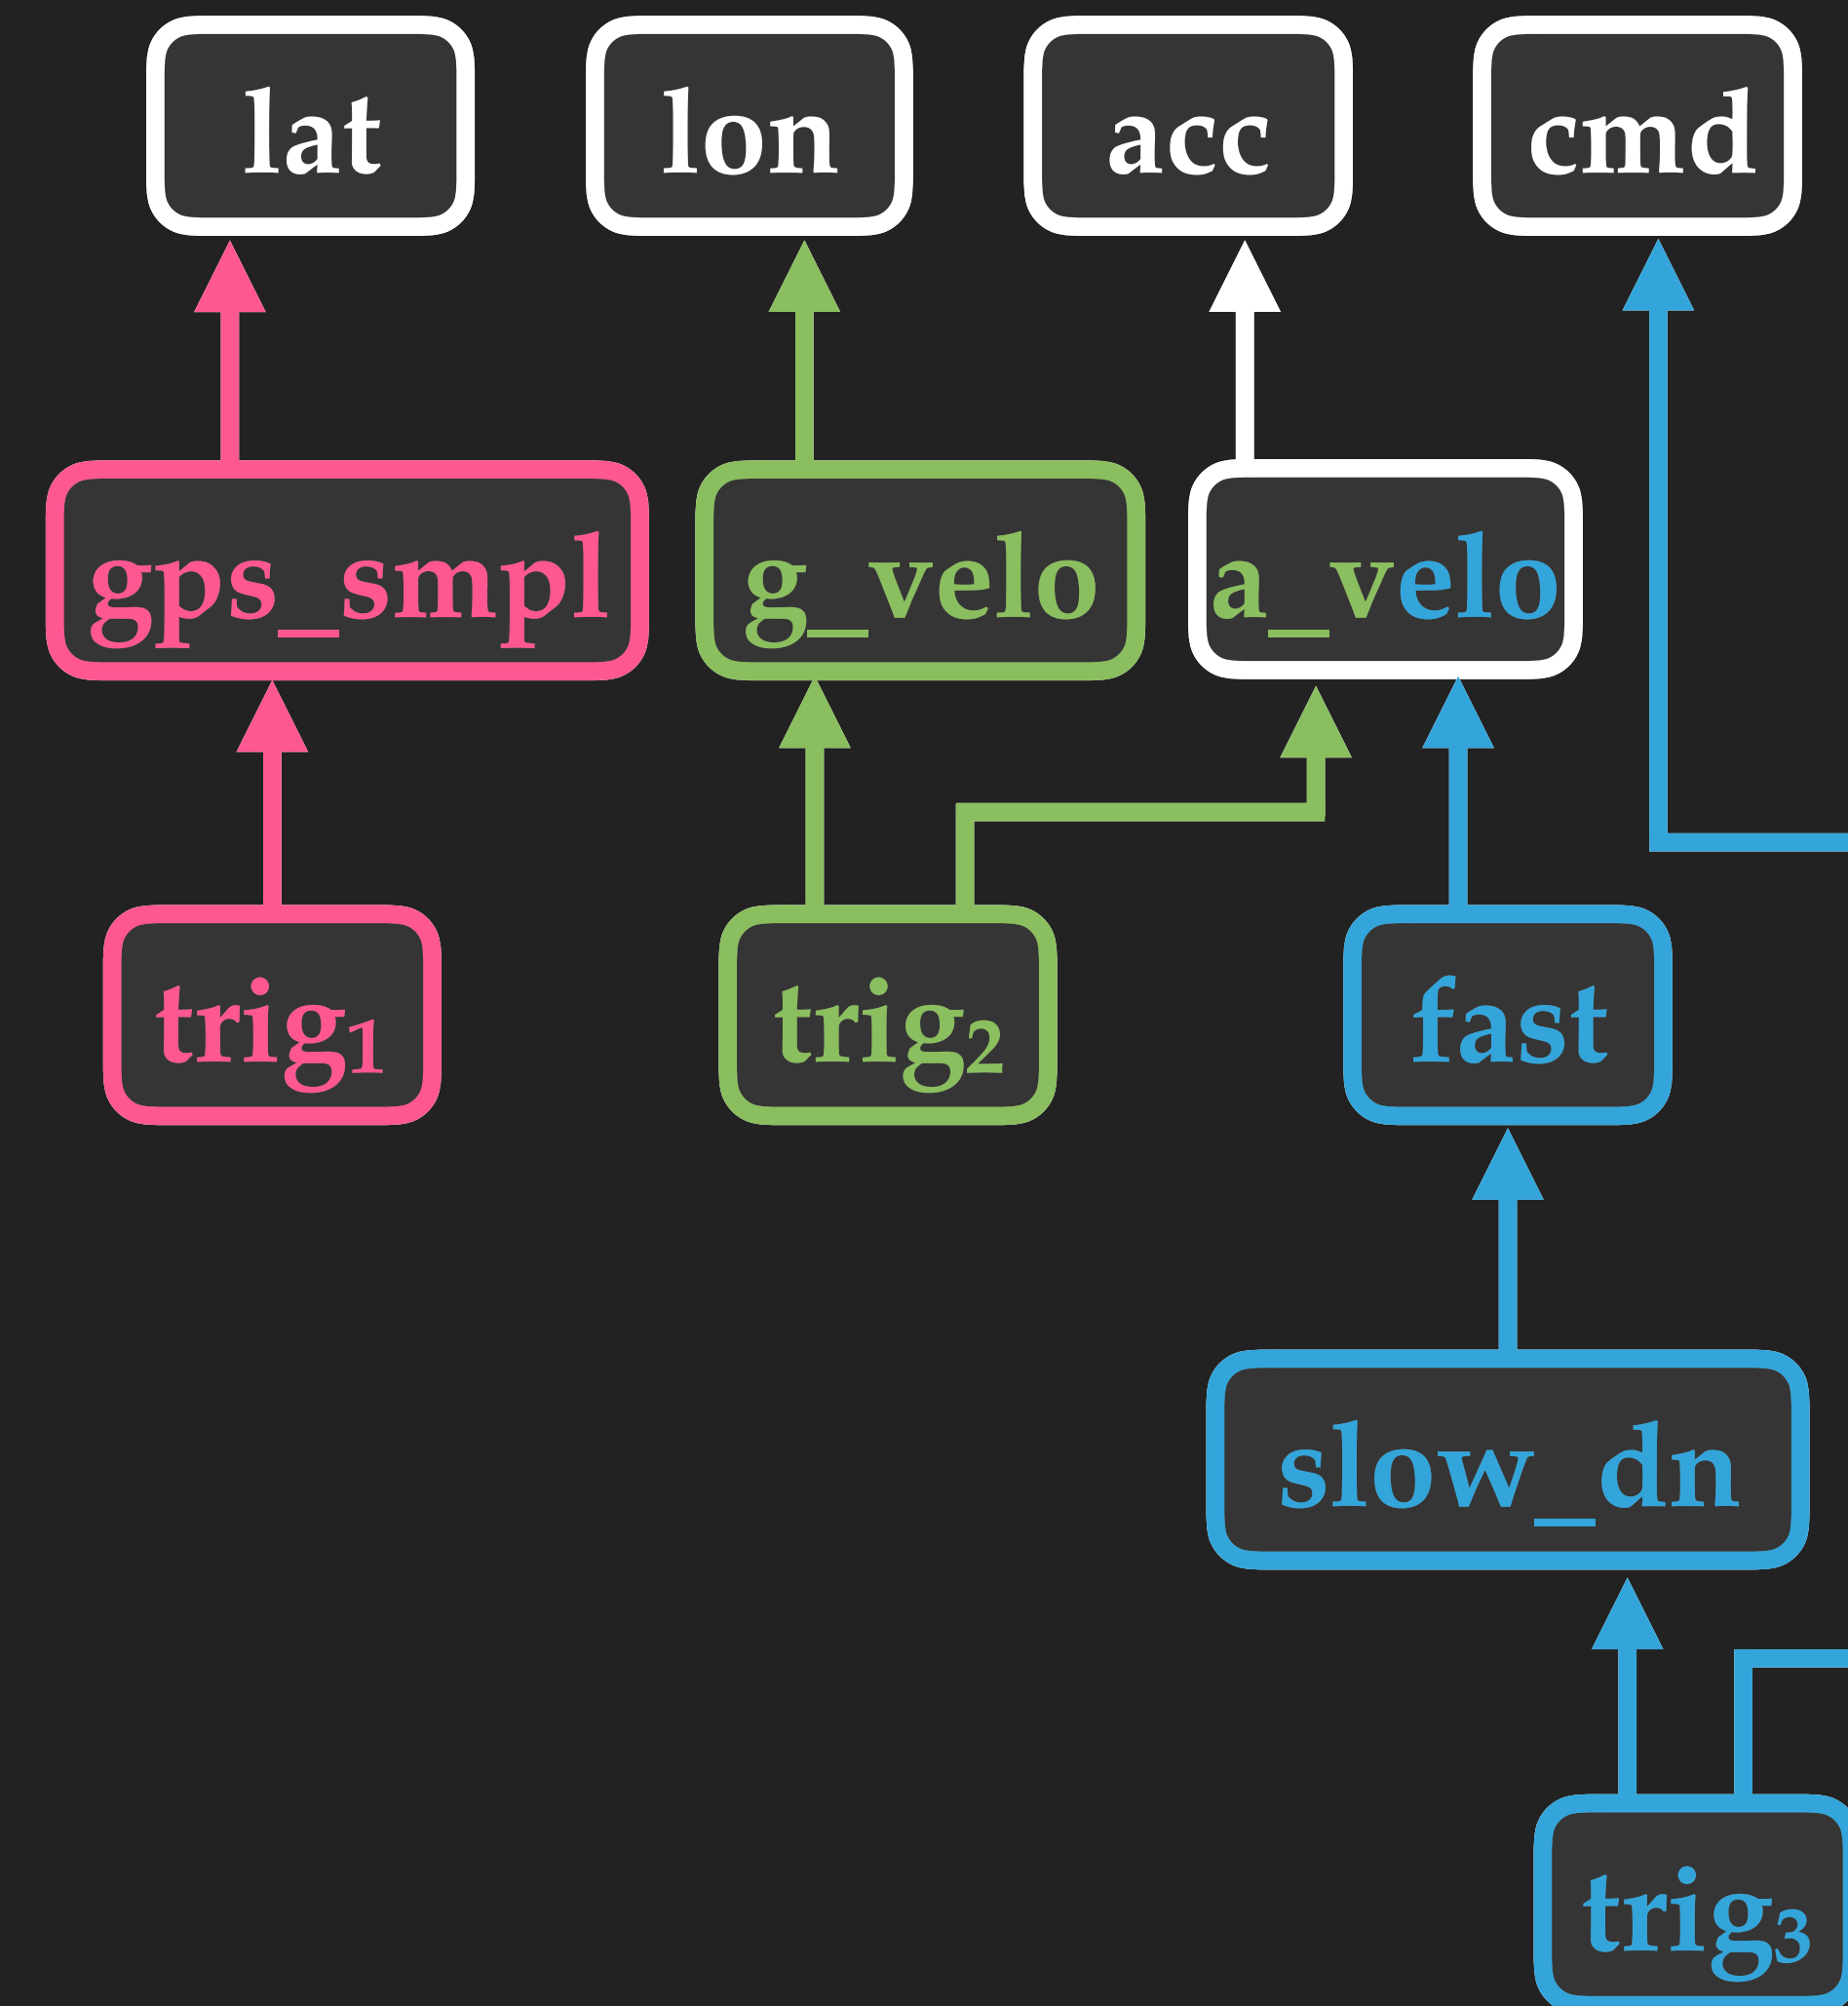 lat
lon
acc
cmd
gps_smpl
g_velo
a_velo
trig₁
trig₂
fast
slow_dn
trig₃